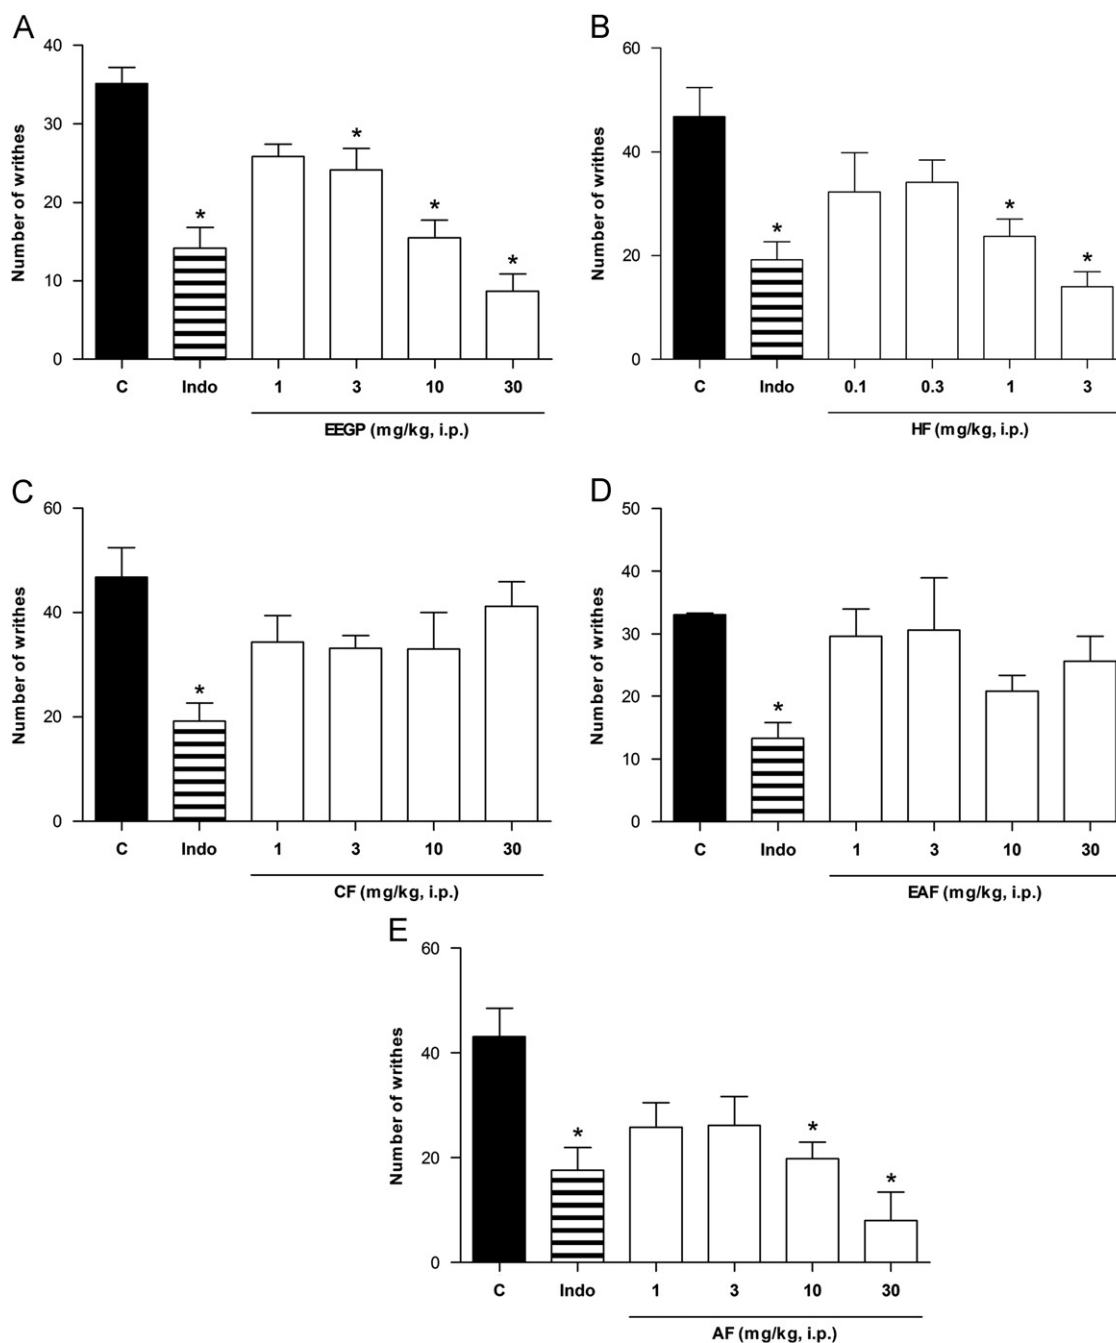 A
Number of writhes
40
30
20
10
0
*
*
*
*
C Indo 1 3 10 30
EEGP (mg/kg, i.p.)
B
Number of writhes
60
40
20
0
*
*
*
C Indo 0.1 0.3 1 3
HF (mg/kg, i.p.)
C
Number of writhes
60
40
20
0
*
C Indo 1 3 10 30
CF (mg/kg, i.p.)
D
Number of writhes
50
40
30
20
10
0
*
C Indo 1 3 10 30
EAF (mg/kg, i.p.)
E
Number of writhes
60
40
20
0
*
*
*
C Indo 1 3 10 30
AF (mg/kg, i.p.)